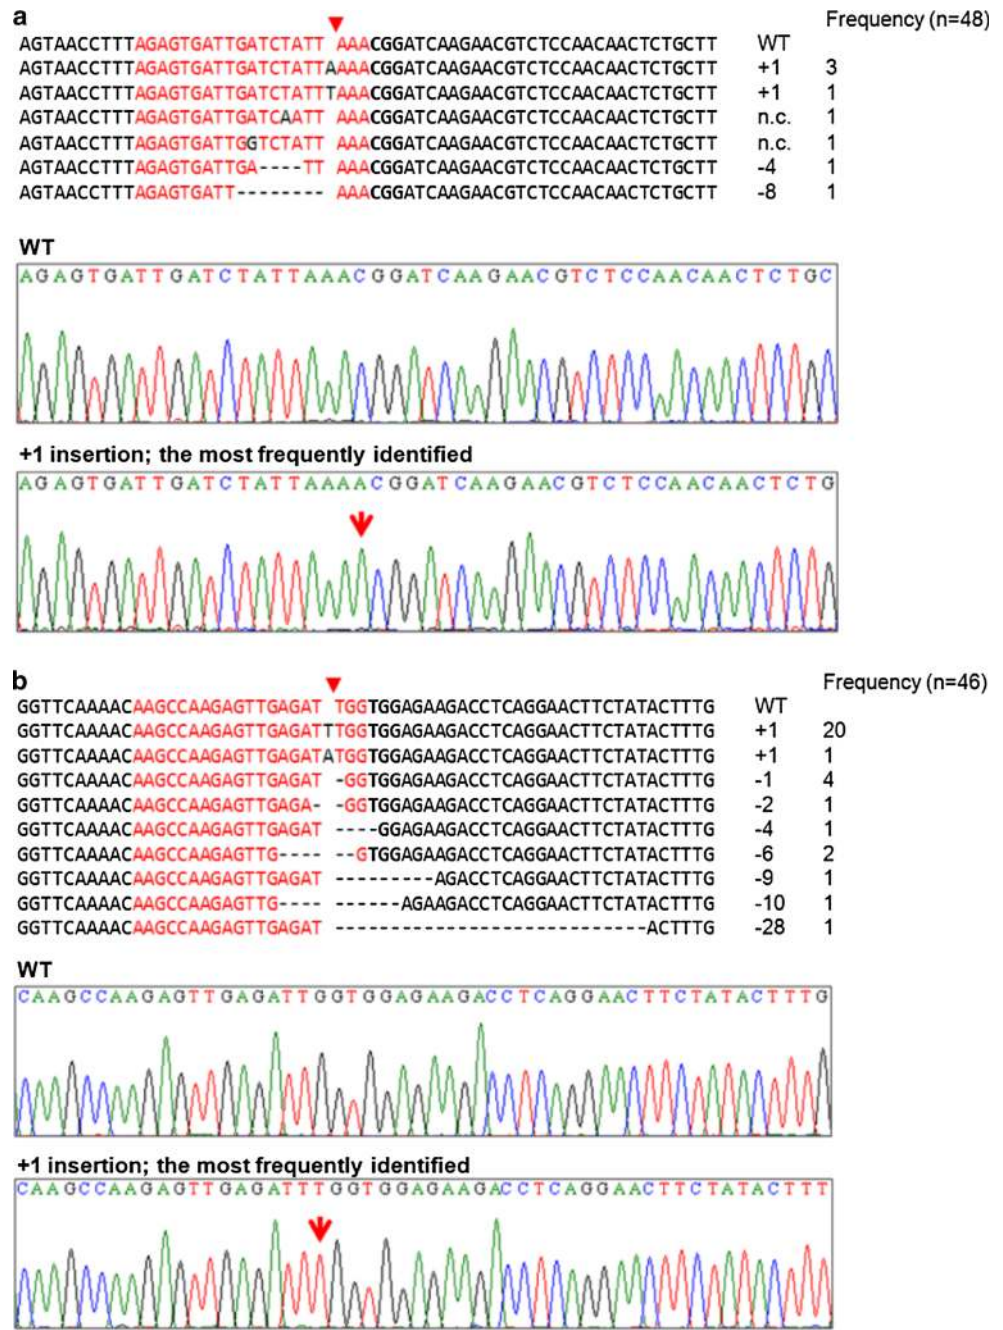 a
Frequency (n=48)
AGTAACCTTTAGAGTGATTGATCTATT AAACGGATCAAGAACGTCTCCAACAACTCTGCTT WT
AGTAACCTTTAGAGTGATTGATCTATTAAAACGGATCAAGAACGTCTCCAACAACTCTGCTT +1 3
AGTAACCTTTAGAGTGATTGATCTATTTAAACGGATCAAGAACGTCTCCAACAACTCTGCTT +1 1
AGTAACCTTTAGAGTGATTGATCAATT AAACGGATCAAGAACGTCTCCAACAACTCTGCTT n.c. 1
AGTAACCTTTAGAGTGATTGGTCTATT AAACGGATCAAGAACGTCTCCAACAACTCTGCTT n.c. 1
AGTAACCTTTAGAGTGATTGA----TT AAACGGATCAAGAACGTCTCCAACAACTCTGCTT -4 1
AGTAACCTTTAGAGTGATT-------- AAACGGATCAAGAACGTCTCCAACAACTCTGCTT -8 1
WT
AGAGTGATTGATCTATTAAACGGATCAAGAACGTCTCCAACAACTCTGC
+1 insertion; the most frequently identified
AGAGTGATTGATCTATTAAAACGGATCAAGAACGTCTCCAACAACTCTG
b
Frequency (n=46)
GGTTCAAAACAAGCCAAGAGTTGAGAT TGGTGGAGAAGACCTCAGGAACTTCTATACTTTG WT
GGTTCAAAACAAGCCAAGAGTTGAGATTTGGTGGAGAAGACCTCAGGAACTTCTATACTTTG +1 20
GGTTCAAAACAAGCCAAGAGTTGAGATATGGTGGAGAAGACCTCAGGAACTTCTATACTTTG +1 1
GGTTCAAAACAAGCCAAGAGTTGAGAT -GGTGGAGAAGACCTCAGGAACTTCTATACTTTG -1 4
GGTTCAAAACAAGCCAAGAGTTGAGA- -GGTGGAGAAGACCTCAGGAACTTCTATACTTTG -2 1
GGTTCAAAACAAGCCAAGAGTTGAGAT ----GGAGAAGACCTCAGGAACTTCTATACTTTG -4 1
GGTTCAAAACAAGCCAAGAGTTG---- --GTGGAGAAGACCTCAGGAACTTCTATACTTTG -6 2
GGTTCAAAACAAGCCAAGAGTTGAGAT ---------AGACCTCAGGAACTTCTATACTTTG -9 1
GGTTCAAAACAAGCCAAGAGTTG---- ------AGAAGACCTCAGGAACTTCTATACTTTG -10 1
GGTTCAAAACAAGCCAAGAGTTGAGAT ----------------------------ACTTTG -28 1
WT
CAAGCCAAGAGTTGAGATTGGTGGAGAAGACCTCAGGAACTTCTATACTTTG
+1 insertion; the most frequently identified
CAAGCCAAGAGTTGAGATTTGGTGGAGAAGACCTCAGGAACTTCTATACTTT